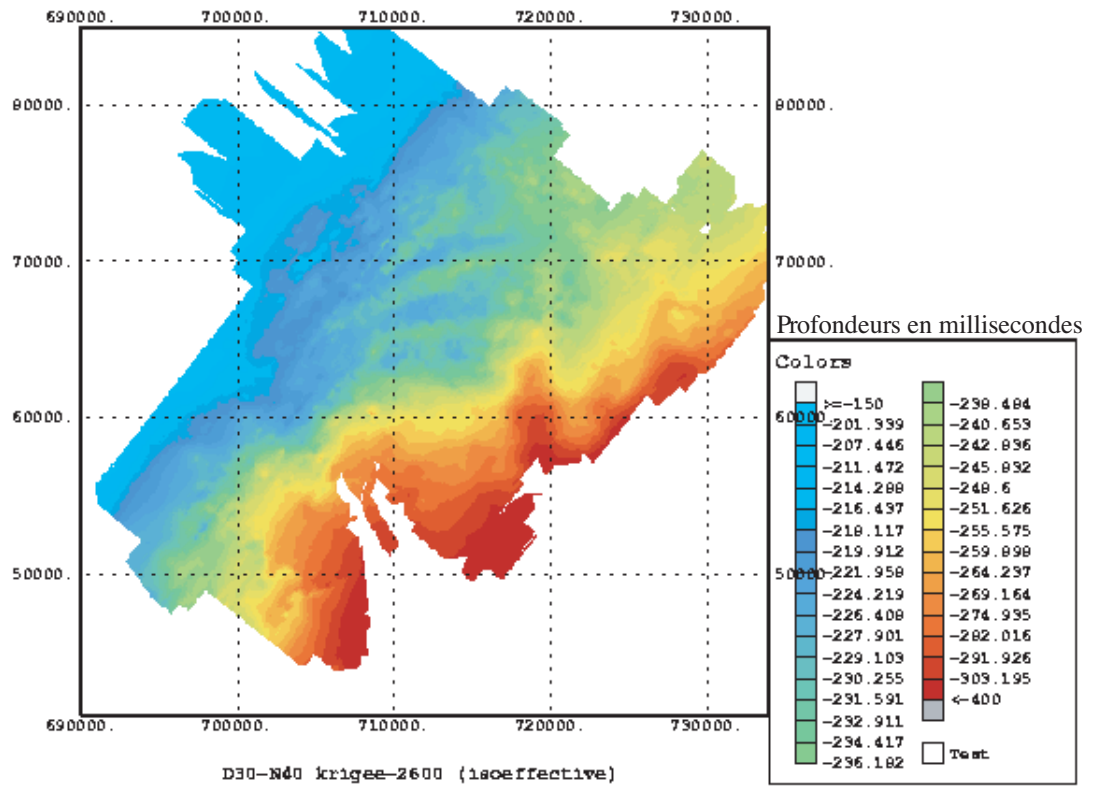 690000. 700000. 710000. 720000. 730000.
80000. 80000.
70000. 70000.
Profondeurs en millisecondes
Colors
>=-150 -238.484
60000. 60000. -201.339 -240.653
-207.446 -242.836
-211.472 -245.832
-214.288 -248.6
-216.437 -251.626
-218.117 -255.575
-219.912 -259.898
50000. 50000. -221.958 -264.237
-224.219 -269.164
-226.408 -274.935
-227.901 -282.016
-229.103 -291.926
-230.255 -303.195
-231.591 <-400
-232.911
-234.417 Test
-236.182
690000. 700000. 710000. 720000. 730000.
D30-N40 krigee-2600 (isoeffective)